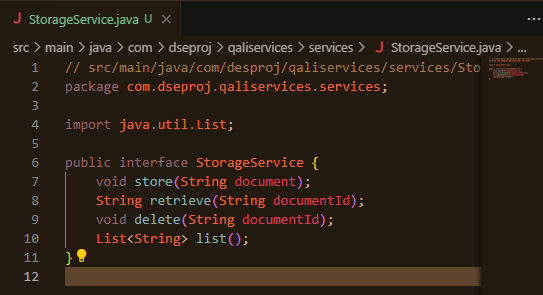 StorageService.java U
src > main > java > com > dseproj > qaliservices > services > StorageService.java > ...
1 // src/main/java/com/desproj/qaliservices/services/Sto
2 package com.dseproj.qaliservices.services;
3
4 import java.util.List;
5
6 public interface StorageService {
7 void store(String document);
8 String retrieve(String documentId);
9 void delete(String documentId);
10 List<String> list();
11 }
12